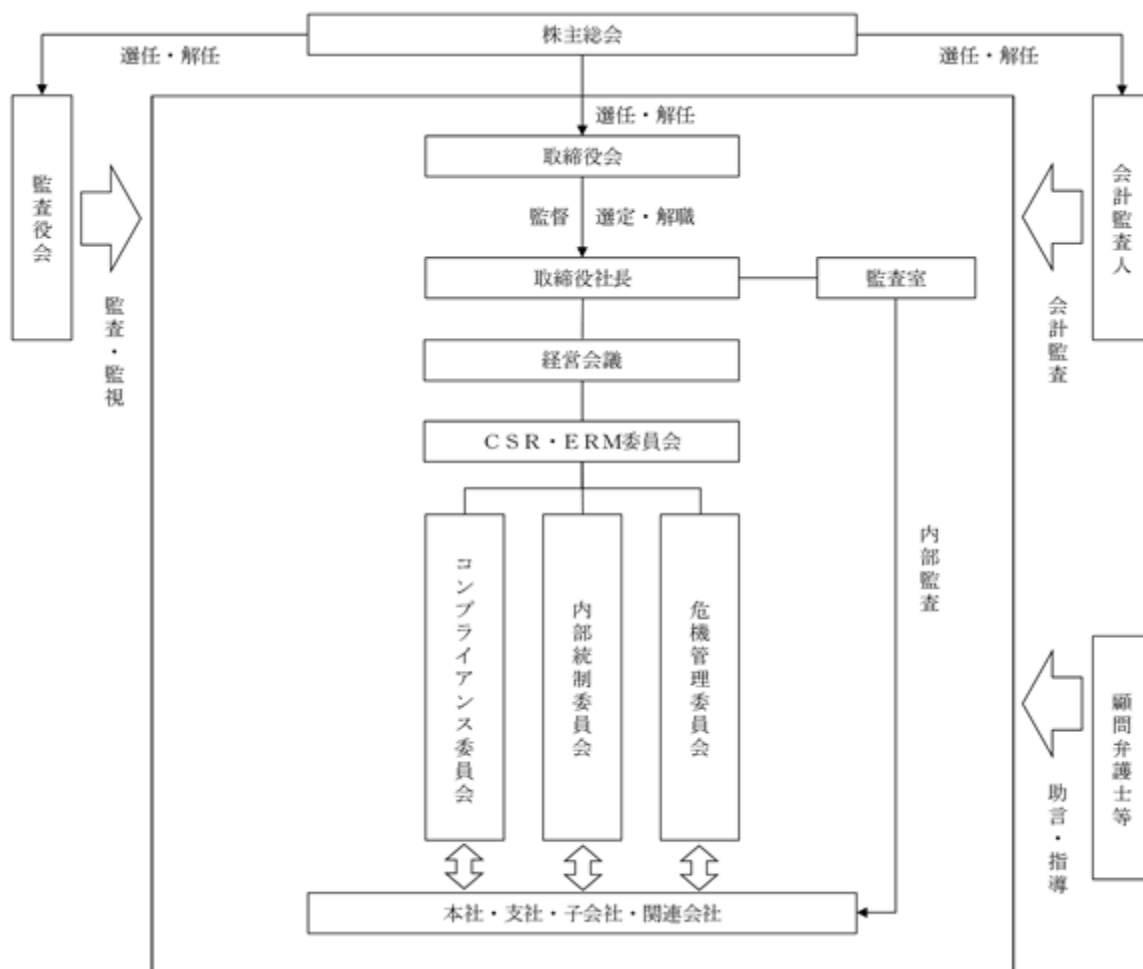 株主総会
選任・解任
選任・解任
選任・解任
取締役会
監査役会
会計監査人
監督
選定・解職
取締役社長
監査室
監査・監視
会計監査
経営会議
ＣＳＲ・ＥＲＭ委員会
コンプライアンス委員会
内部統制委員会
危機管理委員会
内部監査
顧問弁護士等
助言・指導
本社・支社・子会社・関連会社